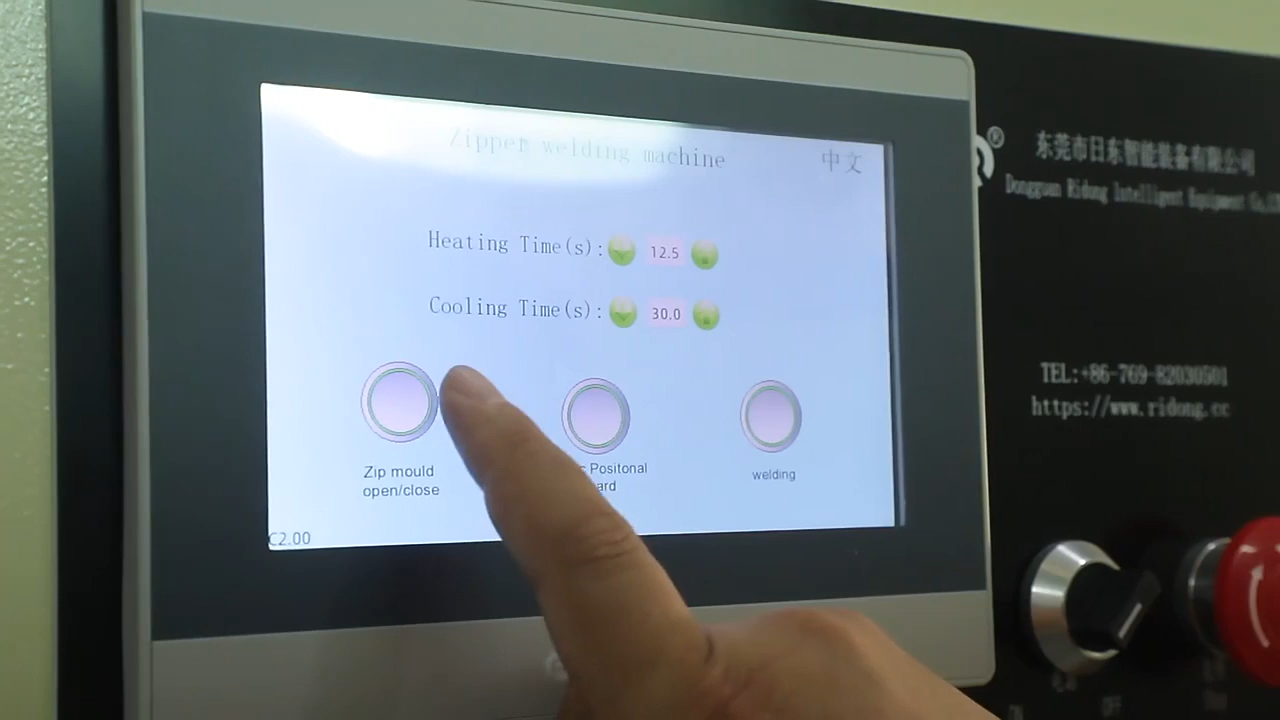 Zipper welding machine
中文
Heating Time(s):
12.5
Cooling Time(s):
30.0
Zip mould
open/close
Positonal
welding
C2.00
®
东莞市日东智能装备有限公司
Dongguan Ridong Intelligent Equipment Co.,
TEL:+86-769-82030501
https://www.ridong.cc